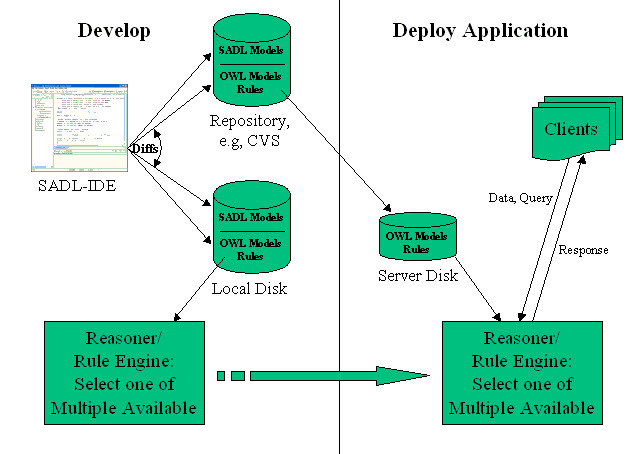 Develop
Deploy Application
SADL Models
OWL Models
Rules
Repository,
e.g, CVS
Diffs
SADL-IDE
SADL Models
OWL Models
Rules
Local Disk
Reasoner/
Rule Engine:
Select one of
Multiple Available
Clients
Data, Query
Response
OWL Models
Rules
Server Disk
Reasoner/
Rule Engine:
Select one of
Multiple Available